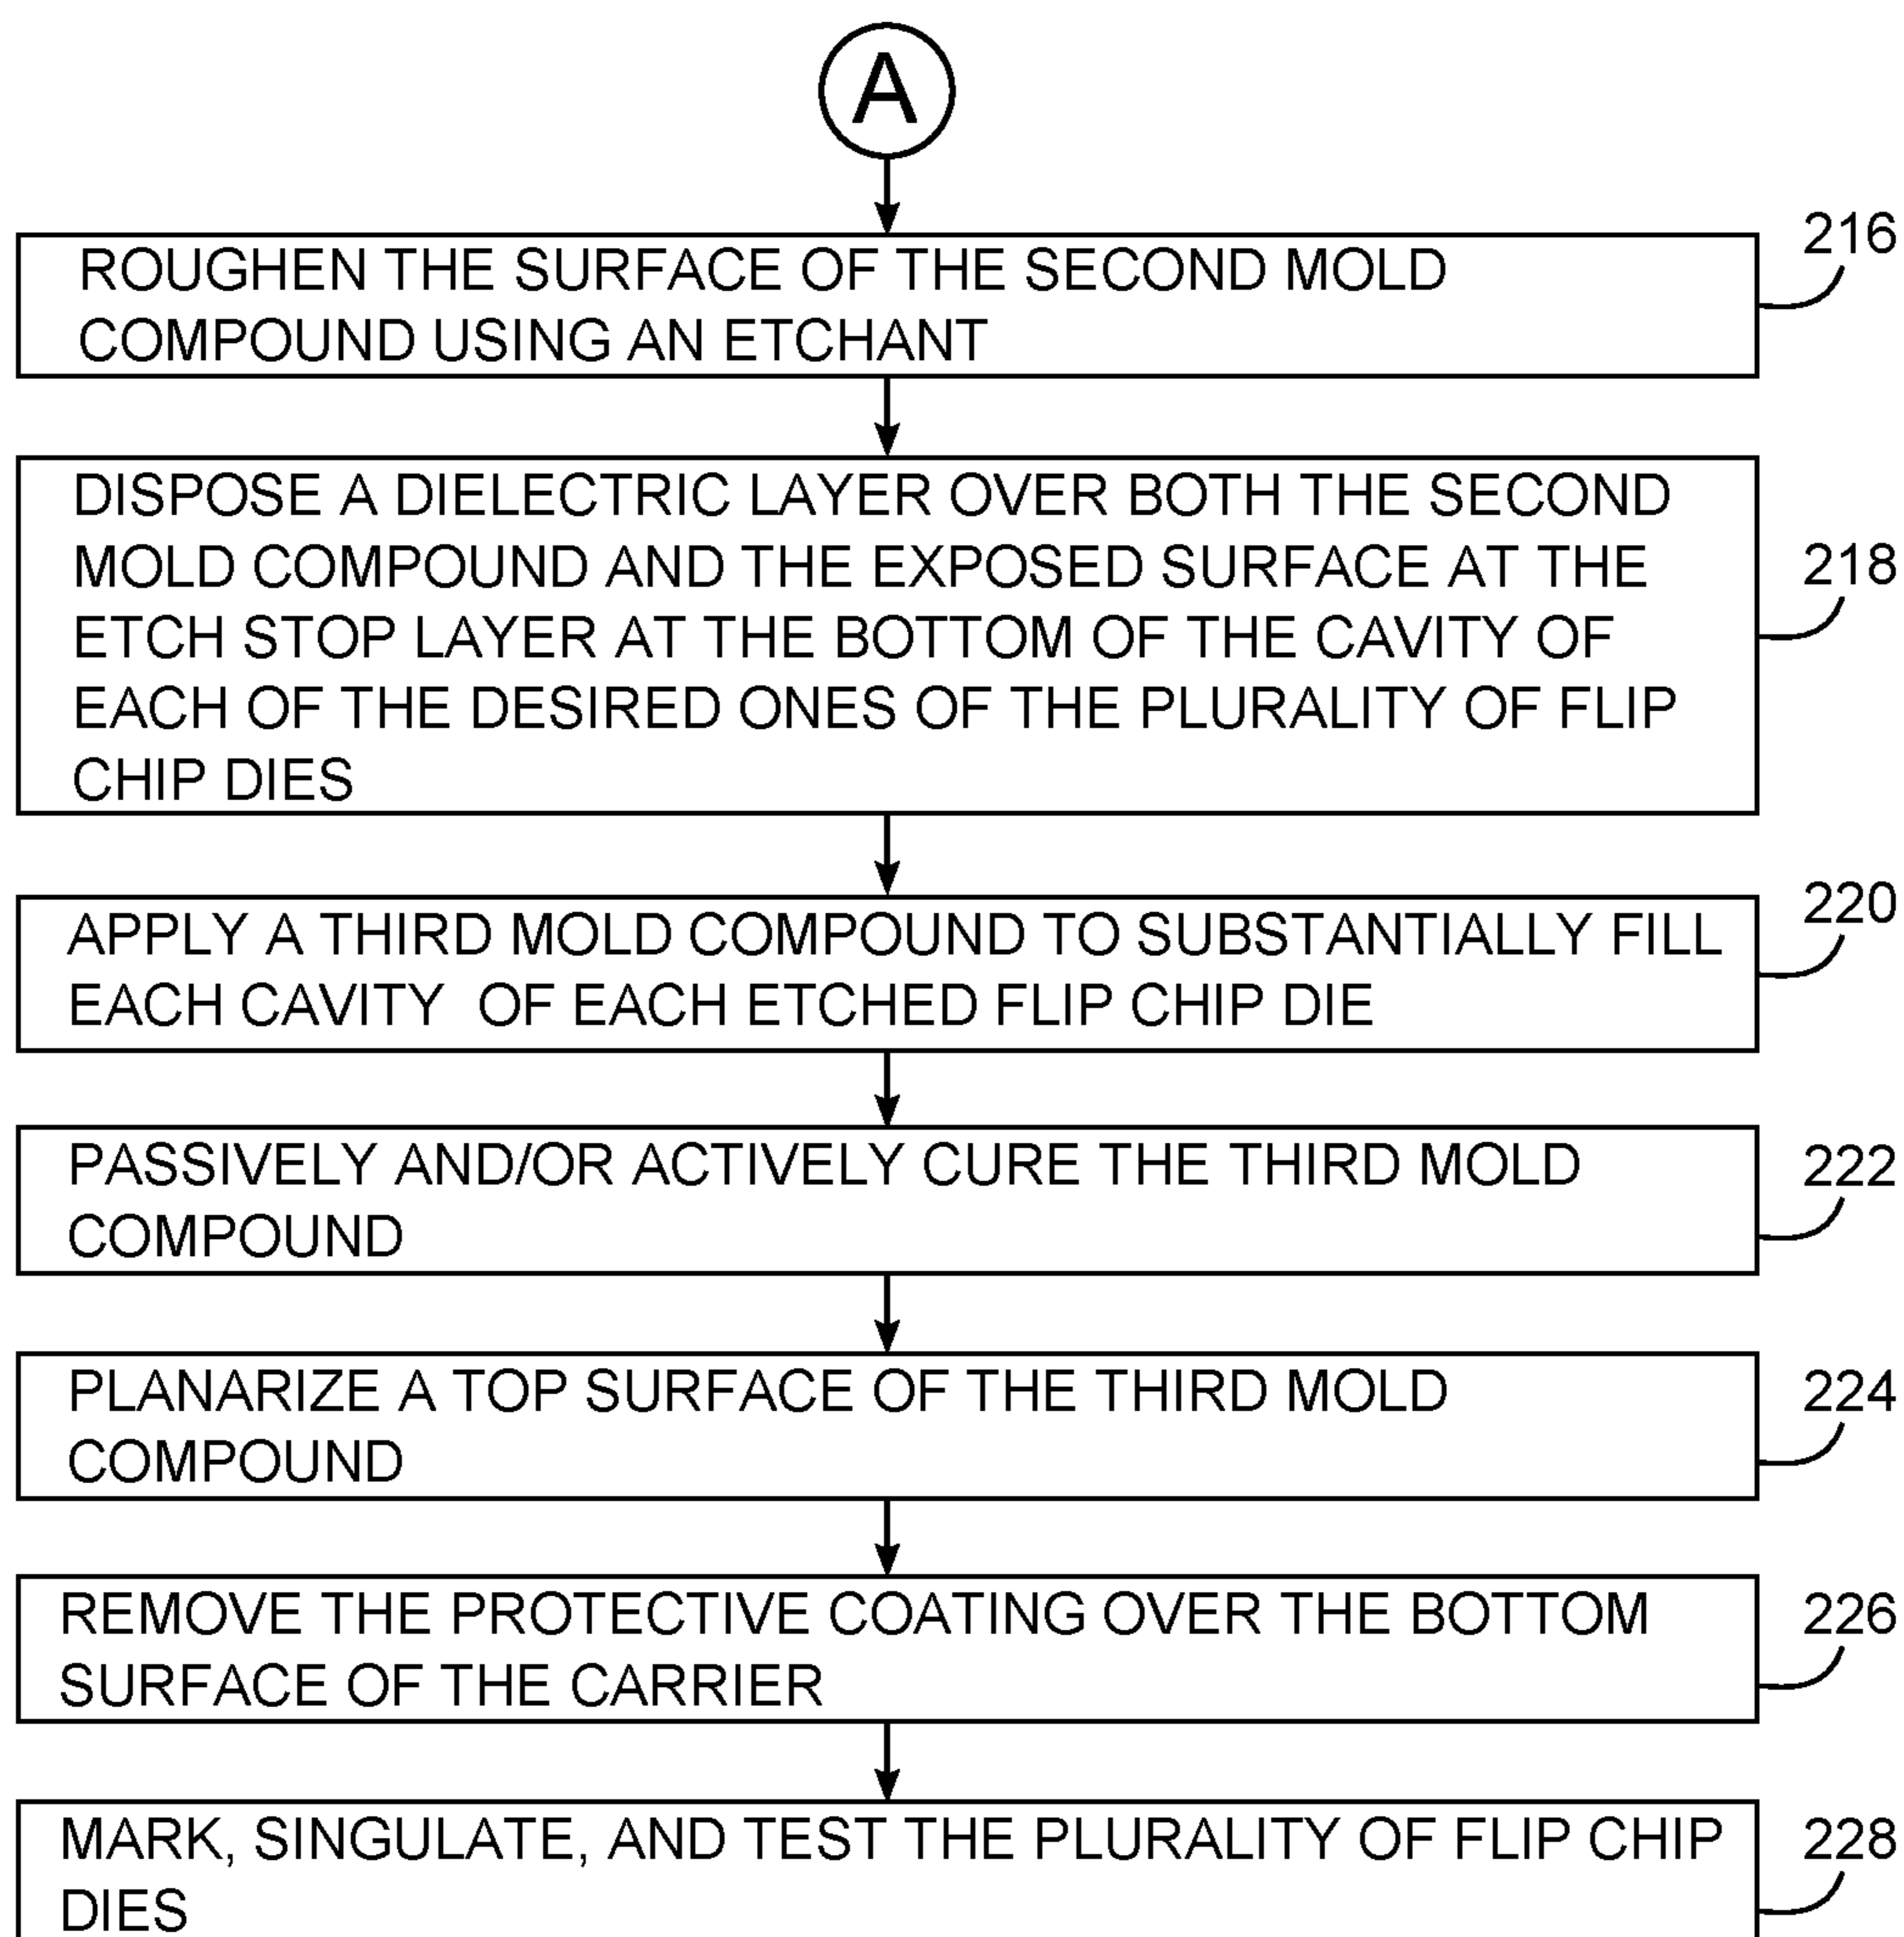 A
216
ROUGHEN THE SURFACE OF THE SECOND MOLD
COMPOUND USING AN ETCHANT
DISPOSE A DIELECTRIC LAYER OVER BOTH THE SECOND
MOLD COMPOUND AND THE EXPOSED SURFACE AT THE
218
ETCH STOP LAYER AT THE BOTTOM OF THE CAVITY OF
EACH OF THE DESIRED ONES OF THE PLURALITY OF FLIP
CHIP DIES
220
APPLY A THIRD MOLD COMPOUND TO SUBSTANTIALLY FILL
EACH CAVITY OF EACH ETCHED FLIP CHIP DIE
PASSIVELY AND/OR ACTIVELY CURE THE THIRD MOLD
222
COMPOUND
PLANARIZE A TOP SURFACE OF THE THIRD MOLD
224
COMPOUND
REMOVE THE PROTECTIVE COATING OVER THE BOTTOM
226
SURFACE OF THE CARRIER
MARK, SINGULATE, AND TEST THE PLURALITY OF FLIP CHIP
228
DIES